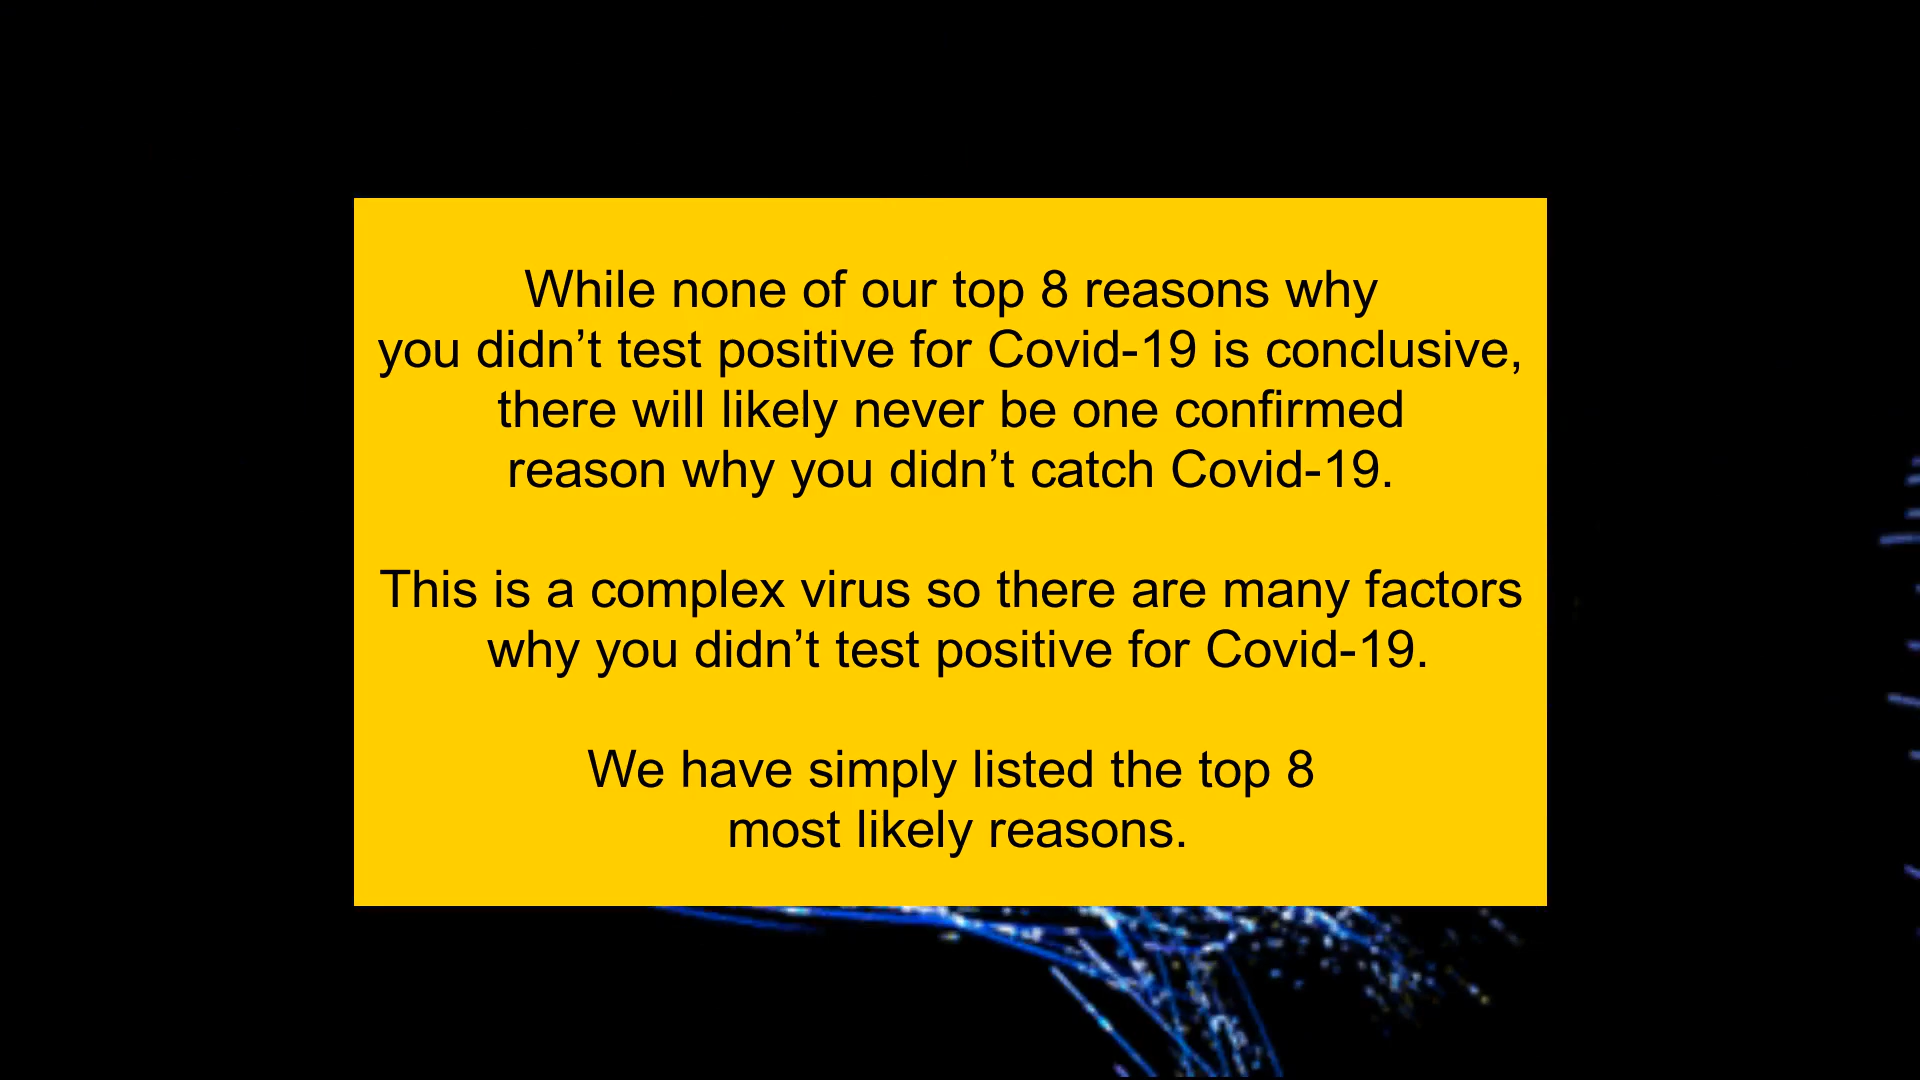 While none of our top 8 reasons why
you didn’t test positive for Covid-19 is conclusive,
there will likely never be one confirmed
reason why you didn’t catch Covid-19.
This is a complex virus so there are many factors
why you didn’t test positive for Covid-19.
We have simply listed the top 8
most likely reasons.